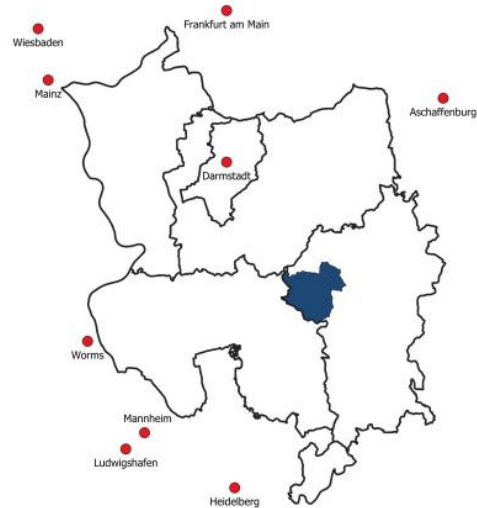 Frankfurt am Main
Wiesbaden
Mainz
Aschaffenburg
Darmstadt
Worms
Mannheim
Ludwigshafen
Heidelberg